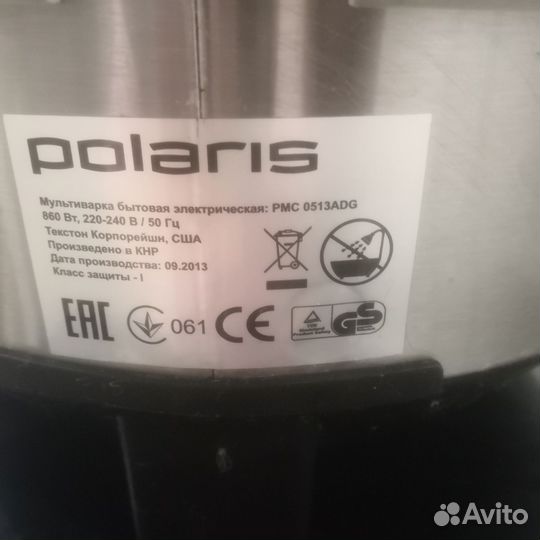 polaris
Мультиварка бытовая электрическая: PMC 0513ADG
860 Вт, 220-240 В / 50 Гц
Текстон Корпорейшн, США
Произведено в КНР
Дата производства: 09.2013
Класс защиты - I
EAC 061 CE GS
Avito